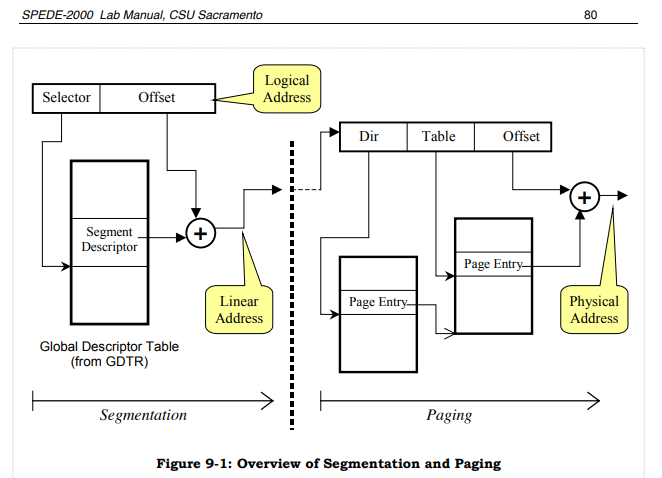 SPEDE-2000 Lab Manual, CSU Sacramento 80
Logical
Address
Selector Offset
Dir Table Offset
+
Segment
Descriptor
+
Page Entry
Page Entry
Linear
Address
Physical
Address
Global Descriptor Table
(from GDTR)
Segmentation
Paging
Figure 9-1: Overview of Segmentation and Paging